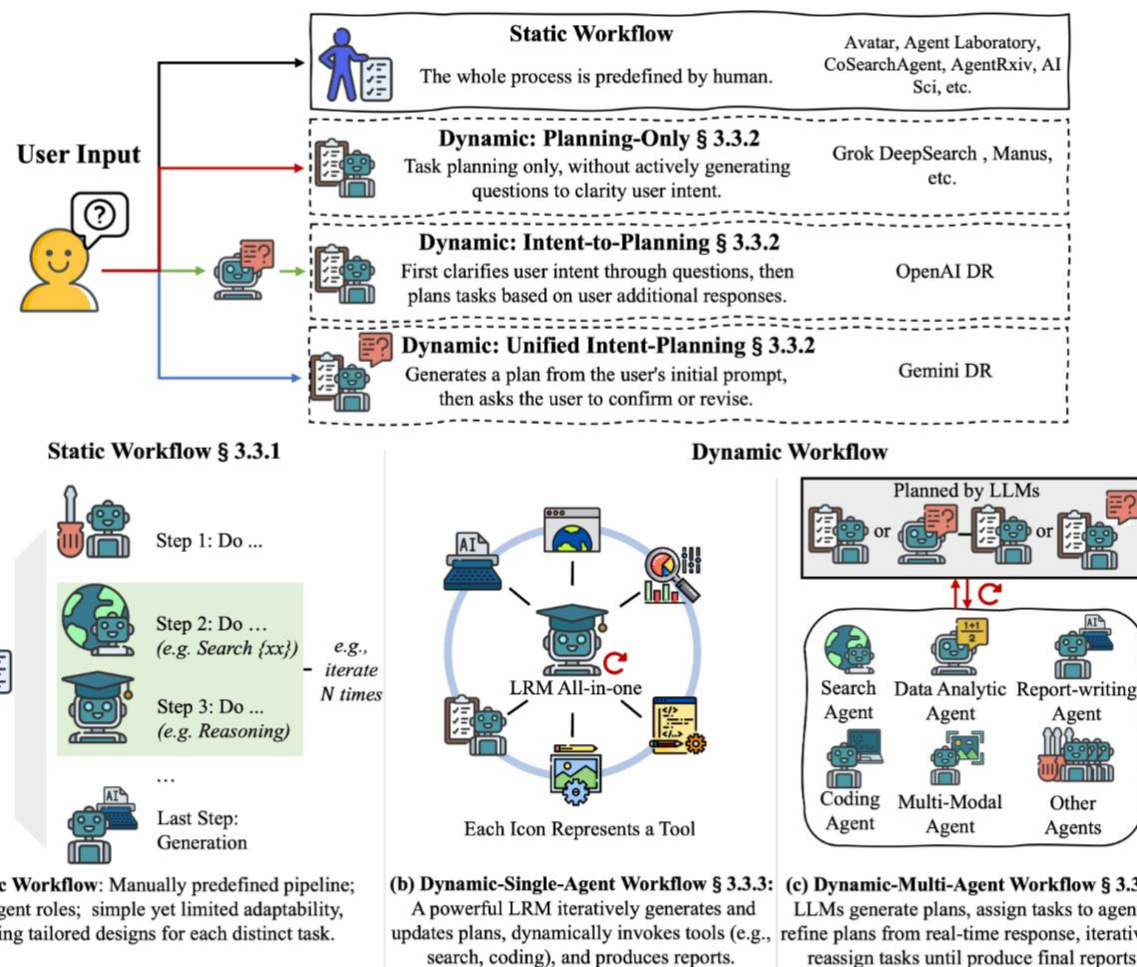 Static Workflow
The whole process is predefined by human.
Avatar, Agent Laboratory,
CoSearchAgent, AgentRxiv, AI
Sci, etc.
User Input
?
Dynamic: Planning-Only § 3.3.2
Task planning only, without actively generating
questions to clarity user intent.
Grok DeepSearch , Manus,
etc.
Dynamic: Intent-to-Planning § 3.3.2
First clarifies user intent through questions, then
plans tasks based on user additional responses.
OpenAI DR
Dynamic: Unified Intent-Planning § 3.3.2
Generates a plan from the user's initial prompt,
then asks the user to confirm or revise.
Gemini DR
Static Workflow § 3.3.1
Step 1: Do ...
Step 2: Do …
(e.g. Search {xx})
Step 3: Do ...
(e.g. Reasoning)
e.g.,
iterate
N times
…
AI
Last Step:
Generation
Workflow: Manually predefined pipeline;
roles; simple yet limited adaptability,
tailored designs for each distinct task.
Dynamic Workflow
AI
LRM All-in-one
</>
Each Icon Represents a Tool
(b) Dynamic-Single-Agent Workflow § 3.3.3:
A powerful LRM iteratively generates and
updates plans, dynamically invokes tools (e.g.,
search, coding), and produces reports.
Planned by LLMs
or
or
1+1
2
AI
Search
Agent
Data Analytic
Agent
Report-writing
Agent
Coding
Agent
Multi-Modal
Agent
Other
Agents
(c) Dynamic-Multi-Agent Workflow § 3.3
LLMs generate plans, assign tasks to
refine plans from real-time response,
reassign tasks until produce final reports